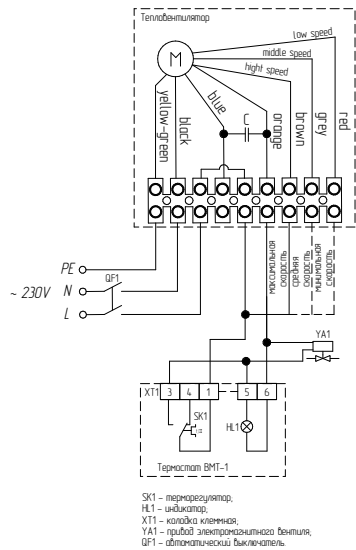 Тепловентилятор
low speed
middle speed
hight speed
M
blue
C
yellow-green
black
orange
brown
grey
red
PE
~ 230V
N
QF1
L
максимальная
скорость
средняя
скорость
минимальная
скорость
YA1
XT1
3
4
1
5
6
SK1
t°
HL1
Термостат ВМТ-1
SK1 – терморегулятор;
HL1 – индикатор;
XT1 – колодка клеммная;
YA1 – привод электромагнитного вентиля;
QF1 – автоматический выключатель.